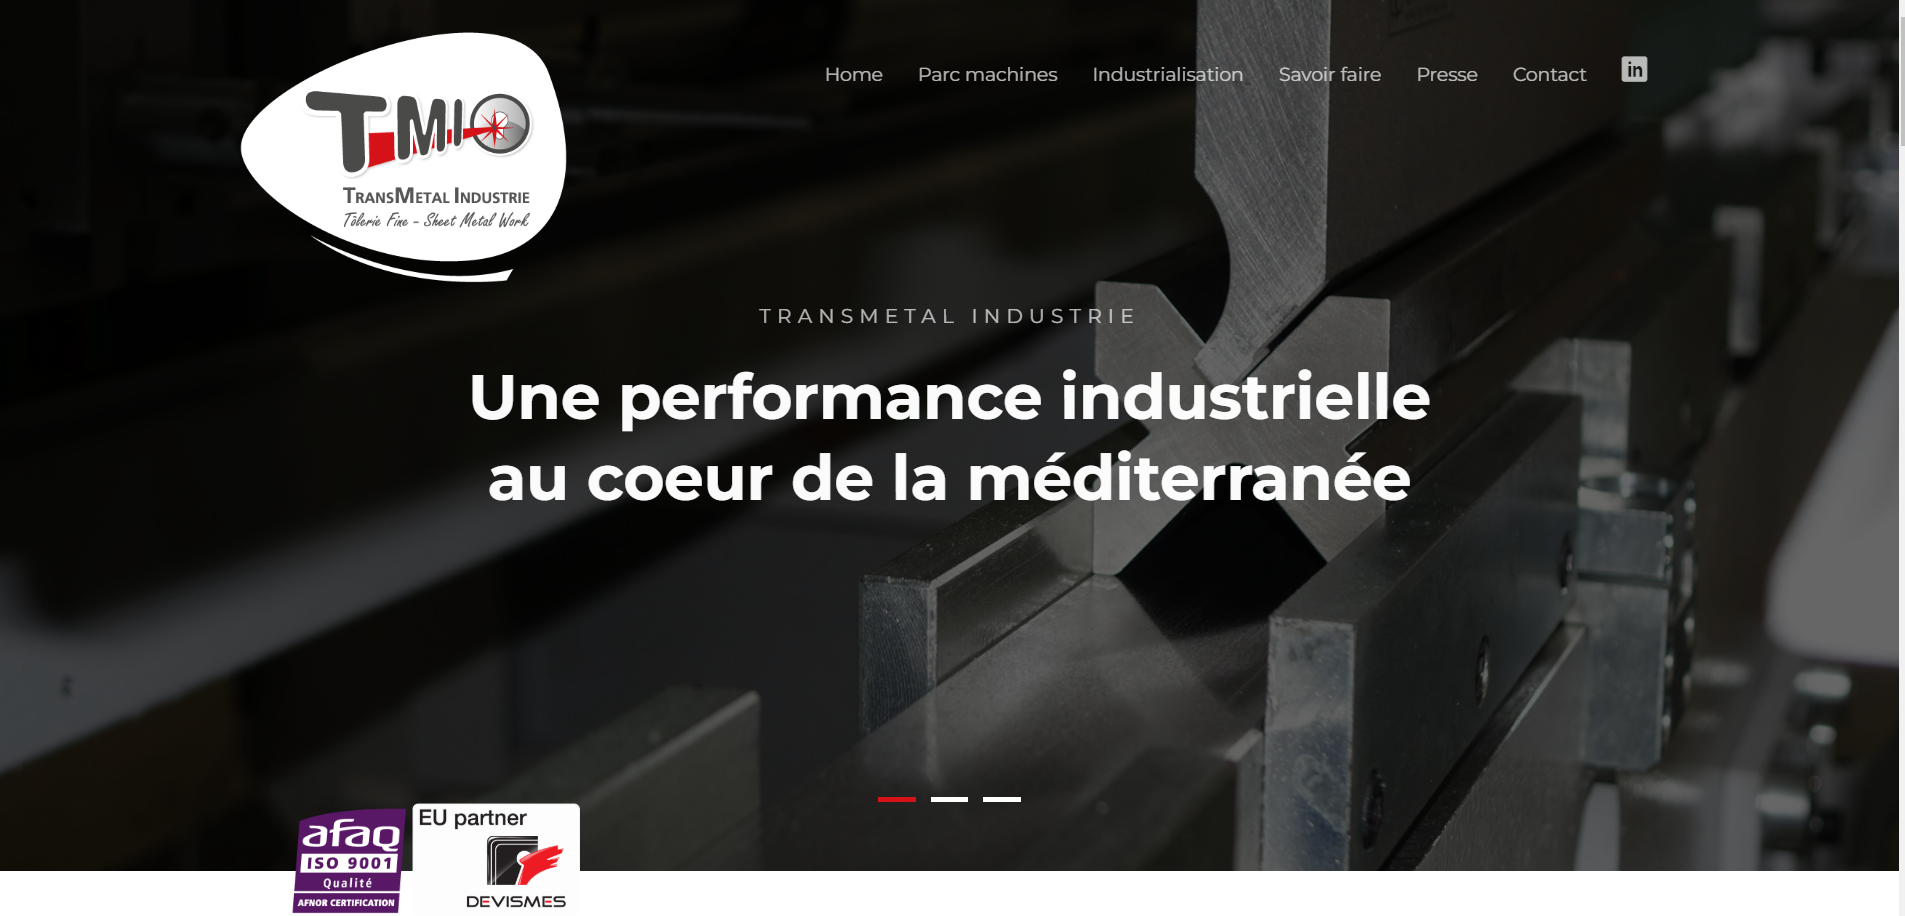 Home Parc machines Industrialisation Savoir faire Presse Contact in
TMI
TRANSMETAL INDUSTRIE
Tôlerie Fine - Sheet Metal Work
TRANSMETAL INDUSTRIE
Une performance industrielle
au coeur de la méditerranée
afaq
ISO 9001
Qualité
AFNOR CERTIFICATION
EU partner
DEVISMES